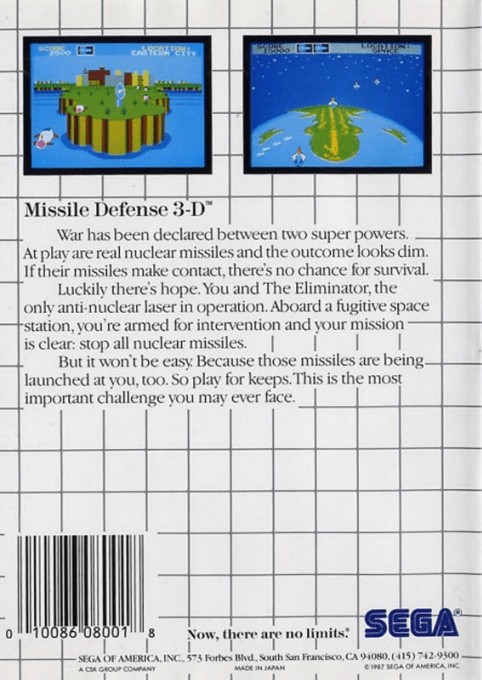 SCORE
2500
LOCATION:
EASTERN CITY
SCORE
15000
LOCATION:
SPACE
Missile Defense 3-D™
War has been declared between two super powers.
At play are real nuclear missiles and the outcome looks dim.
If their missiles make contact, there's no chance for survival.
Luckily there's hope. You and The Eliminator, the
only anti-nuclear laser in operation. Aboard a fugitive space
station, you're armed for intervention and your mission
is clear: stop all nuclear missiles.
But it won't be easy. Because those missiles are being
launched at you, too. So play for keeps. This is the most
important challenge you may ever face.
0 10086 08001 8
Now, there are no limits.®
SEGA®
SEGA OF AMERICA, INC., 573 Forbes Blvd., South San Francisco, CA 94080, (415) 742-9300
A CSK GROUP COMPANY
MADE IN JAPAN
©1987 SEGA OF AMERICA, INC.